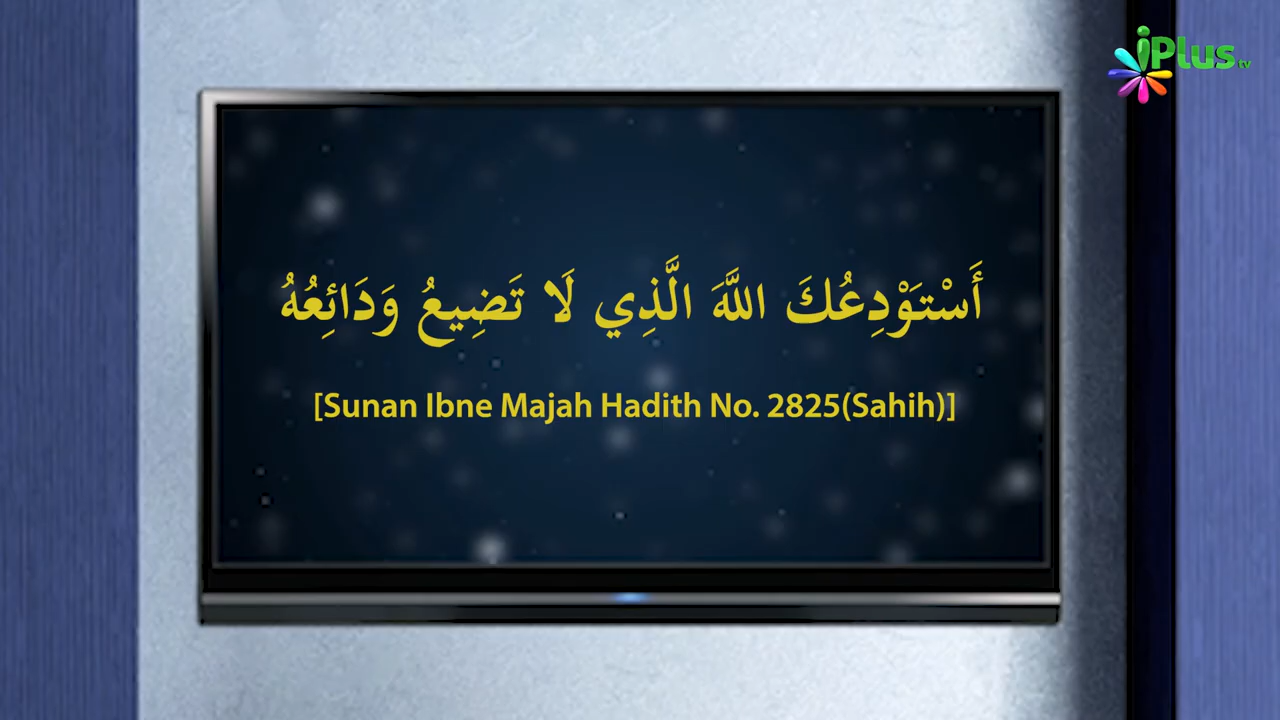 iPlus tv
أَسْتَوْدِعُكَ اللَّهَ الَّذِي لَا تَضِيعُ وَدَائِعُهُ
[Sunan Ibne Majah Hadith No. 2825(Sahih)]